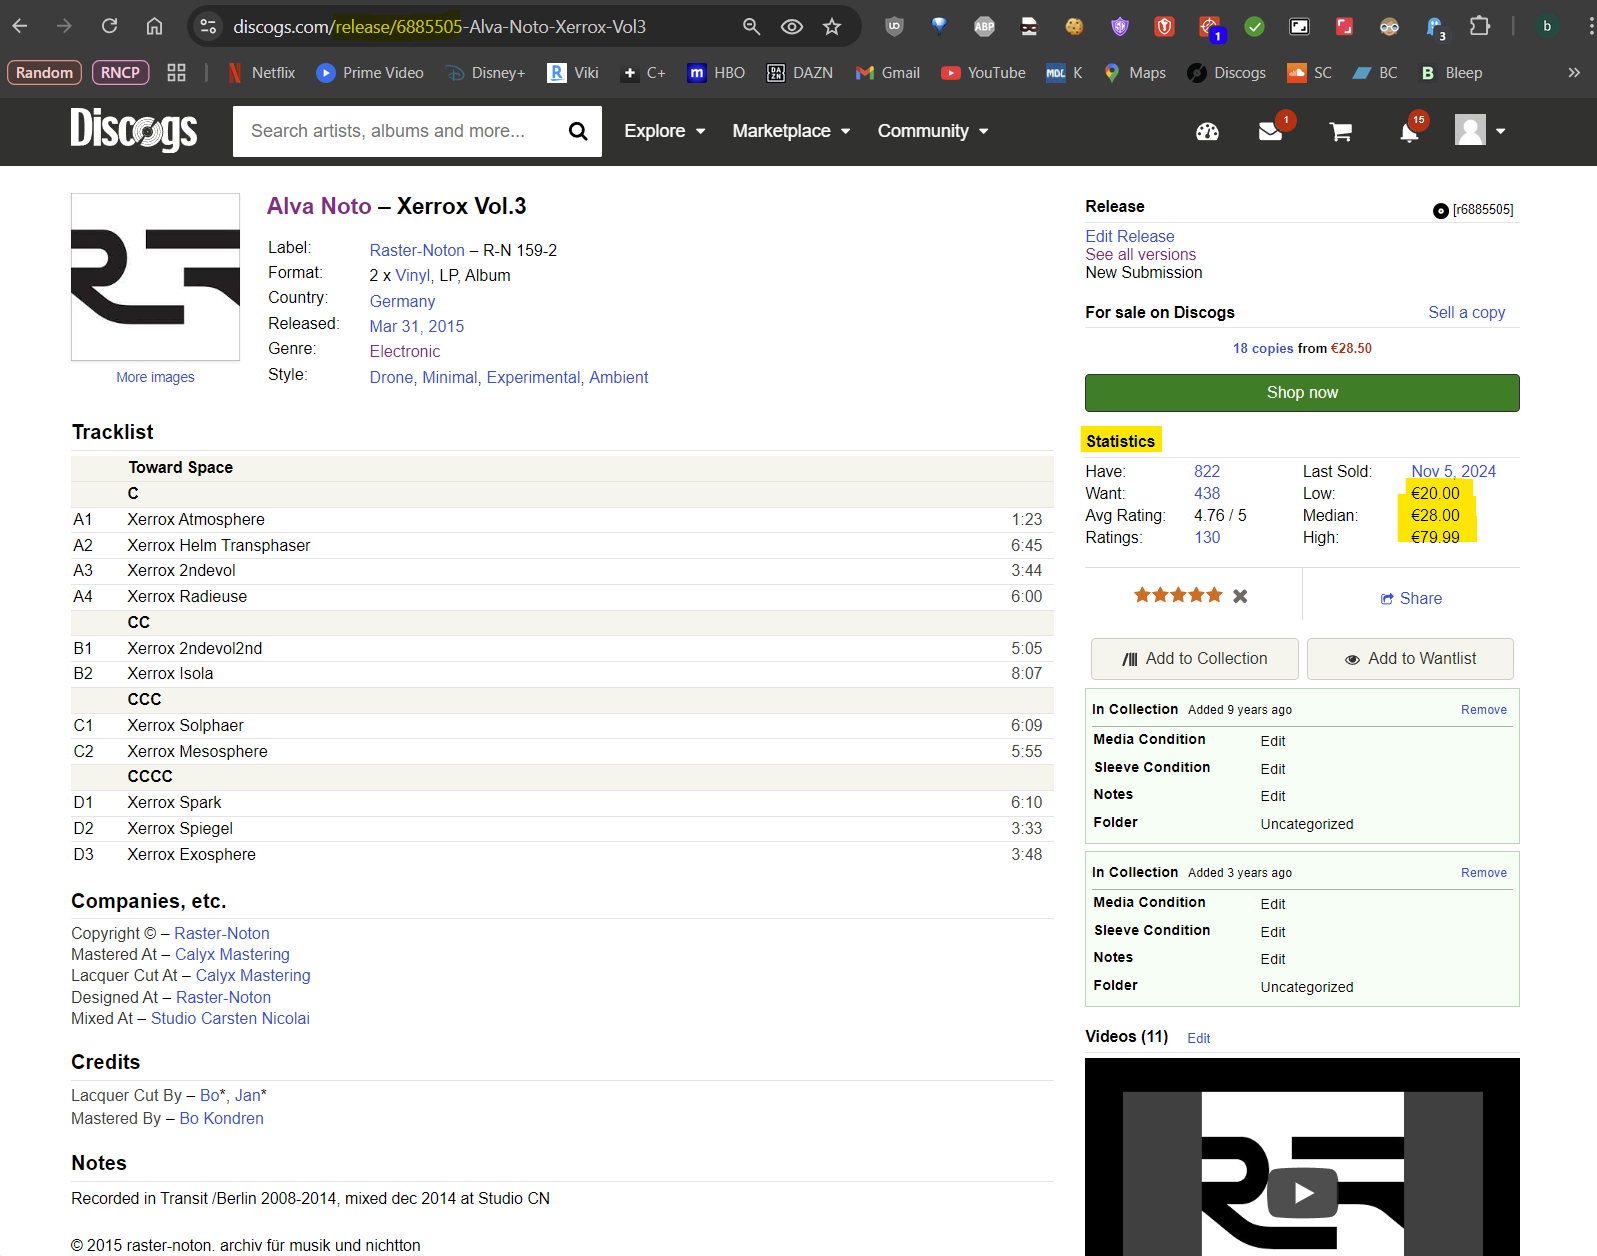 discogs.com/release/6885505-Alva-Noto-Xerrox-Vol3
UD
ABP
1
3
b
Random
RNCP
Netflix
Prime Video
Disney+
R Viki
C+
m HBO
DAZN DAZN
Gmail
YouTube
MDL K
Maps
Discogs
SC
BC
B Bleep
Discogs
Search artists, albums and more...
Explore
Marketplace
Community
1
15
More images
Alva Noto – Xerrox Vol.3
Label: Raster-Noton – R-N 159-2
Format: 2 x Vinyl, LP, Album
Country: Germany
Released: Mar 31, 2015
Genre: Electronic
Style: Drone, Minimal, Experimental, Ambient
Tracklist
Toward Space
C
A1 Xerrox Atmosphere 1:23
A2 Xerrox Helm Transphaser 6:45
A3 Xerrox 2ndevol 3:44
A4 Xerrox Radieuse 6:00
CC
B1 Xerrox 2ndevol2nd 5:05
B2 Xerrox Isola 8:07
CCC
C1 Xerrox Solphaer 6:09
C2 Xerrox Mesosphere 5:55
CCCC
D1 Xerrox Spark 6:10
D2 Xerrox Spiegel 3:33
D3 Xerrox Exosphere 3:48
Companies, etc.
Copyright © – Raster-Noton
Mastered At – Calyx Mastering
Lacquer Cut At – Calyx Mastering
Designed At – Raster-Noton
Mixed At – Studio Carsten Nicolai
Credits
Lacquer Cut By – Bo*, Jan*
Mastered By – Bo Kondren
Notes
Recorded in Transit /Berlin 2008-2014, mixed dec 2014 at Studio CN
© 2015 raster-noton. archiv für musik und nichtton
Release [r6885505]
Edit Release
See all versions
New Submission
For sale on Discogs Sell a copy
18 copies from €28.50
Shop now
Statistics
Have: 822 Last Sold: Nov 5, 2024
Want: 438 Low: €20.00
Avg Rating: 4.76 / 5 Median: €28.00
Ratings: 130 High: €79.99
Share
Add to Collection
Add to Wantlist
In Collection Added 9 years ago Remove
Media Condition Edit
Sleeve Condition Edit
Notes Edit
Folder Uncategorized
In Collection Added 3 years ago Remove
Media Condition Edit
Sleeve Condition Edit
Notes Edit
Folder Uncategorized
Videos (11) Edit